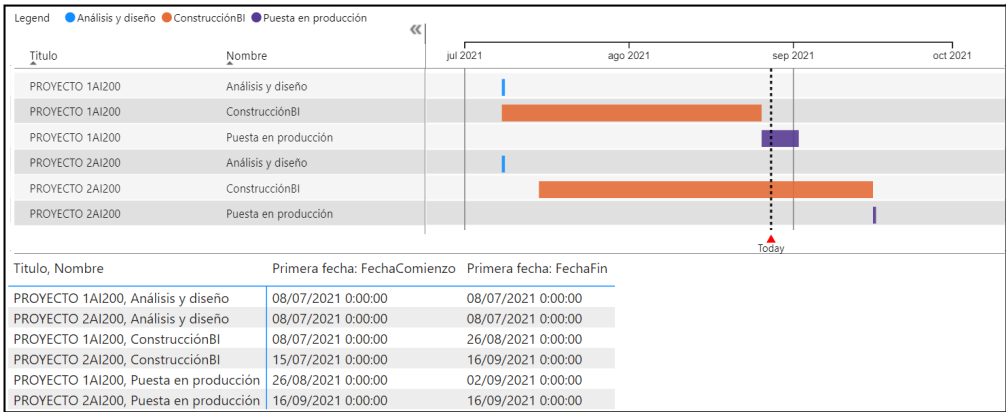 Legend Análisis y diseño ConstrucciónBI Puesta en producción
«
jul 2021 ago 2021 sep 2021 oct 2021
Título Nombre
PROYECTO 1AI200 Análisis y diseño
PROYECTO 1AI200 ConstrucciónBI
PROYECTO 1AI200 Puesta en producción
PROYECTO 2AI200 Análisis y diseño
PROYECTO 2AI200 ConstrucciónBI
PROYECTO 2AI200 Puesta en producción
Today
Titulo, Nombre Primera fecha: FechaComienzo Primera fecha: FechaFin
PROYECTO 1AI200, Análisis y diseño 08/07/2021 0:00:00 08/07/2021 0:00:00
PROYECTO 2AI200, Análisis y diseño 08/07/2021 0:00:00 08/07/2021 0:00:00
PROYECTO 1AI200, ConstrucciónBI 08/07/2021 0:00:00 26/08/2021 0:00:00
PROYECTO 2AI200, ConstrucciónBI 15/07/2021 0:00:00 16/09/2021 0:00:00
PROYECTO 1AI200, Puesta en producción 26/08/2021 0:00:00 02/09/2021 0:00:00
PROYECTO 2AI200, Puesta en producción 16/09/2021 0:00:00 16/09/2021 0:00:00